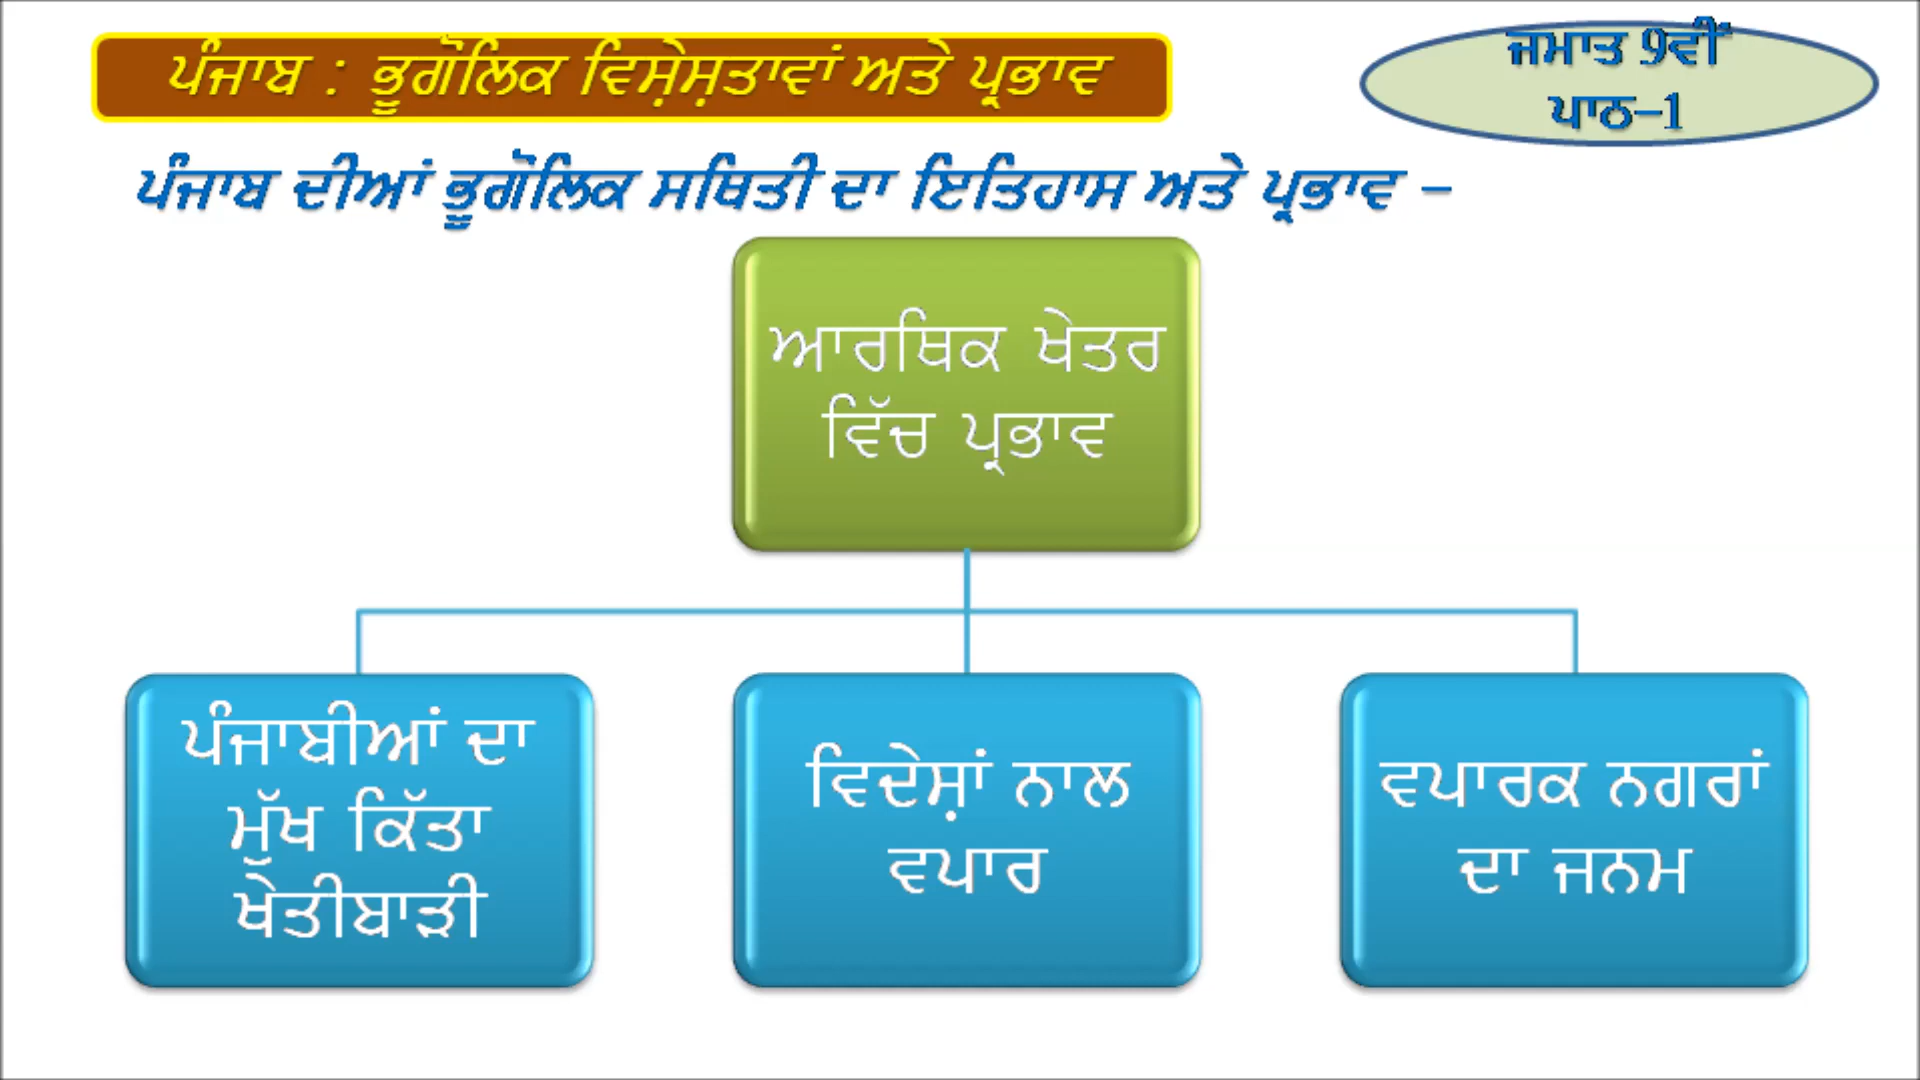 ਪੰਜਾਬ : ਭੂਗੋਲਿਕ ਵਿਸ਼ੇਸ਼ਤਾਵਾਂ ਅਤੇ ਪ੍ਰਭਾਵ
ਜਮਾਤ 9ਵੀਂ
ਪਾਠ-1
ਪੰਜਾਬ ਦੀਆਂ ਭੂਗੋਲਿਕ ਸਥਿਤੀ ਦਾ ਇਤਿਹਾਸ ਅਤੇ ਪ੍ਰਭਾਵ –
ਆਰਥਿਕ ਖੇਤਰ
ਵਿੱਚ ਪ੍ਰਭਾਵ
ਪੰਜਾਬੀਆਂ ਦਾ
ਮੁੱਖ ਕਿੱਤਾ
ਖੇਤੀਬਾੜੀ
ਵਿਦੇਸ਼ਾਂ ਨਾਲ
ਵਪਾਰ
ਵਪਾਰਕ ਨਗਰਾਂ
ਦਾ ਜਨਮ